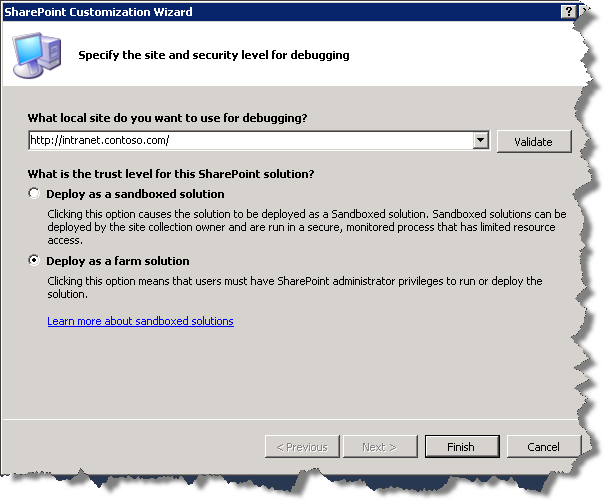 SharePoint Customization Wizard
?
Specify the site and security level for debugging
What local site do you want to use for debugging?
http://intranet.contoso.com/
Validate
What is the trust level for this SharePoint solution?
Deploy as a sandboxed solution
Clicking this option causes the solution to be deployed as a Sandboxed solution. Sandboxed solutions can be
deployed by the site collection owner and are run in a secure, monitored process that has limited resource
access.
Deploy as a farm solution
Clicking this option means that users must have SharePoint administrator privileges to run or deploy the
solution.
Learn more about sandboxed solutions
< Previous
Next >
Finish
Cancel